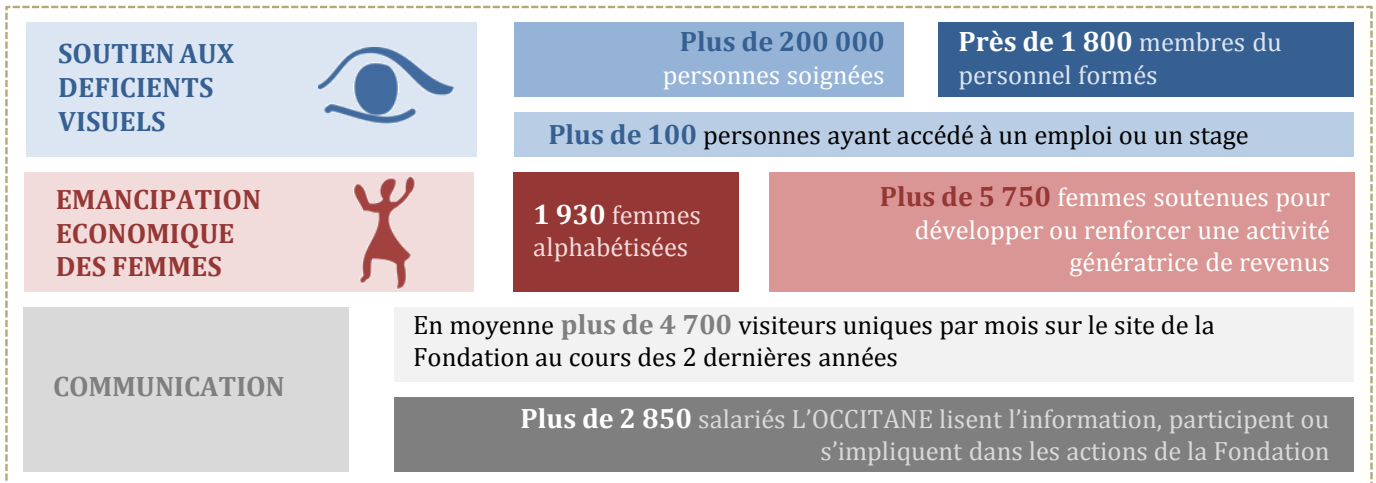 SOUTIEN AUX
DEFICIENTS
VISUELS
Plus de 200 000
personnes soignées
Près de 1 800 membres du
personnel formés
Plus de 100 personnes ayant accédé à un emploi ou un stage
EMANCIPATION
ECONOMIQUE
DES FEMMES
1 930 femmes
alphabétisées
Plus de 5 750 femmes soutenues pour
développer ou renforcer une activité
génératrice de revenus
COMMUNICATION
En moyenne plus de 4 700 visiteurs uniques par mois sur le site de la
Fondation au cours des 2 dernières années
Plus de 2 850 salariés L’OCCITANE lisent l’information, participent ou
s’impliquent dans les actions de la Fondation